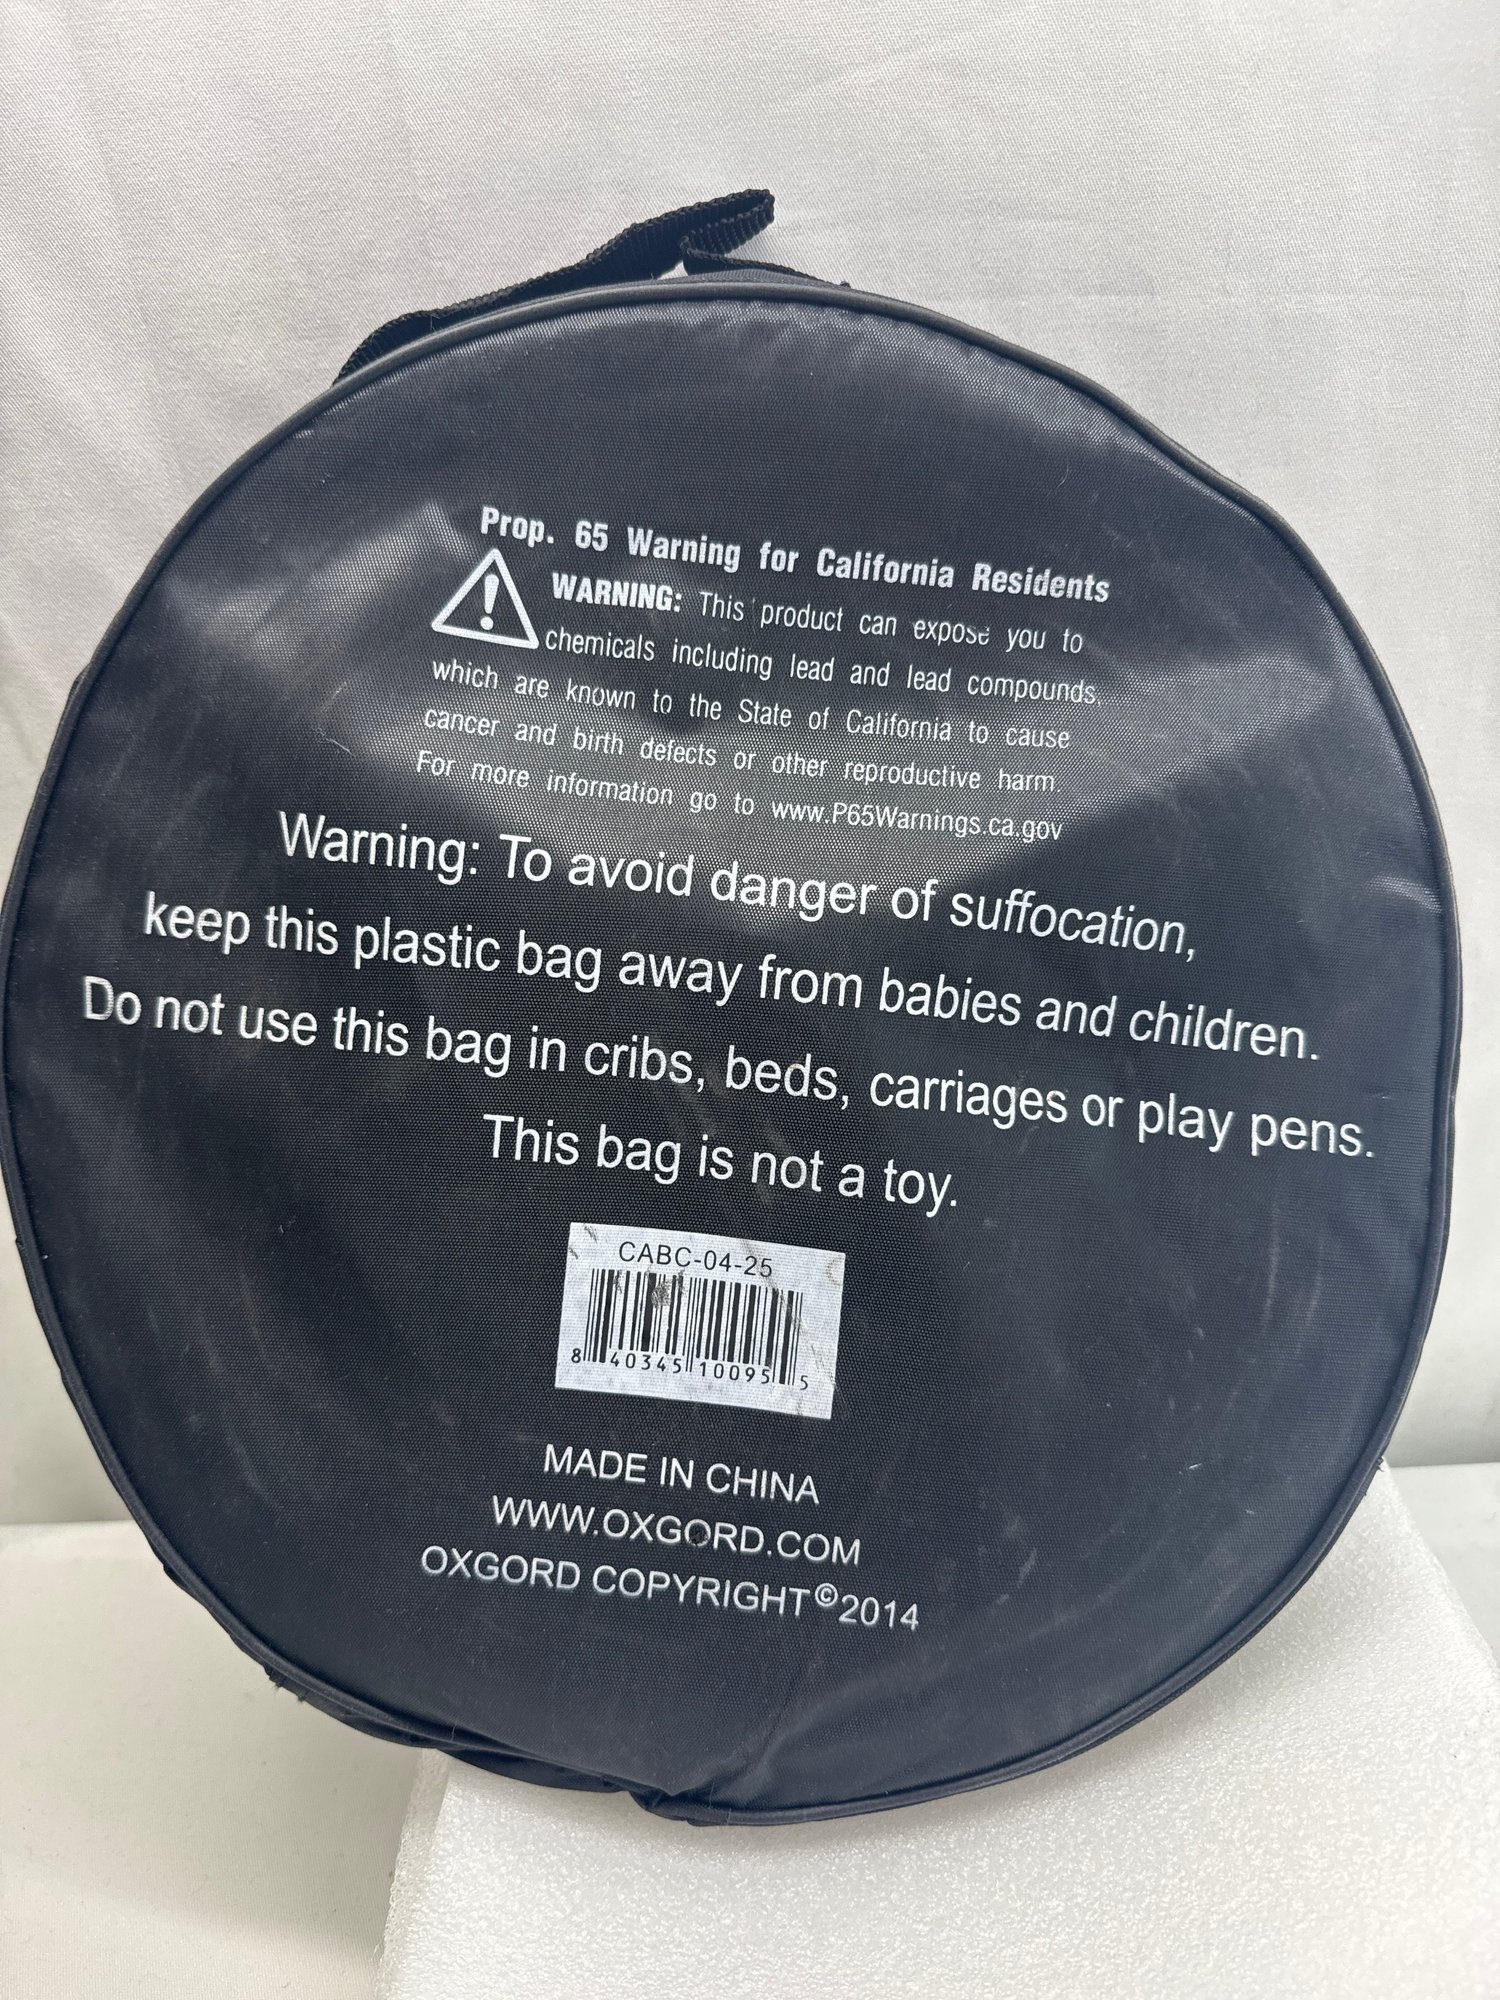 Prop. 65 Warning for California Residents
WARNING: This product can expose you to
chemicals including lead and lead compounds,
which are known to the State of California to cause
cancer and birth defects or other reproductive harm.
For more information go to www.P65Warnings.ca.gov
Warning: To avoid danger of suffocation,
keep this plastic bag away from babies and children.
Do not use this bag in cribs, beds, carriages or play pens.
This bag is not a toy.
CABC-04-25
8 40345 10095 5
MADE IN CHINA
WWW.OXGORD.COM
OXGORD COPYRIGHT©2014